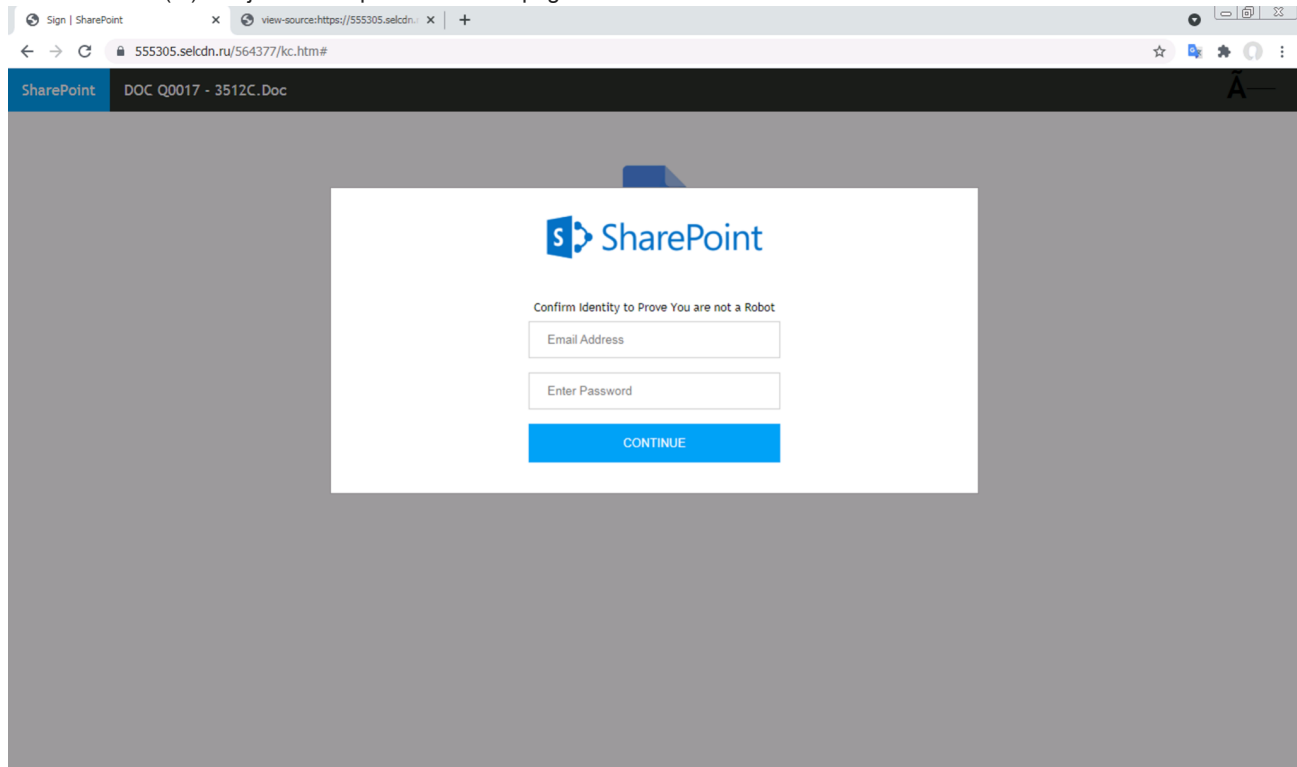 Sign | SharePoint
view-source:https://555305.selcdn.r
555305.selcdn.ru/564377/kc.htm#
SharePoint DOC Q0017 - 3512C.Doc Ã—
S SharePoint
Confirm Identity to Prove You are not a Robot
Email Address
Enter Password
CONTINUE